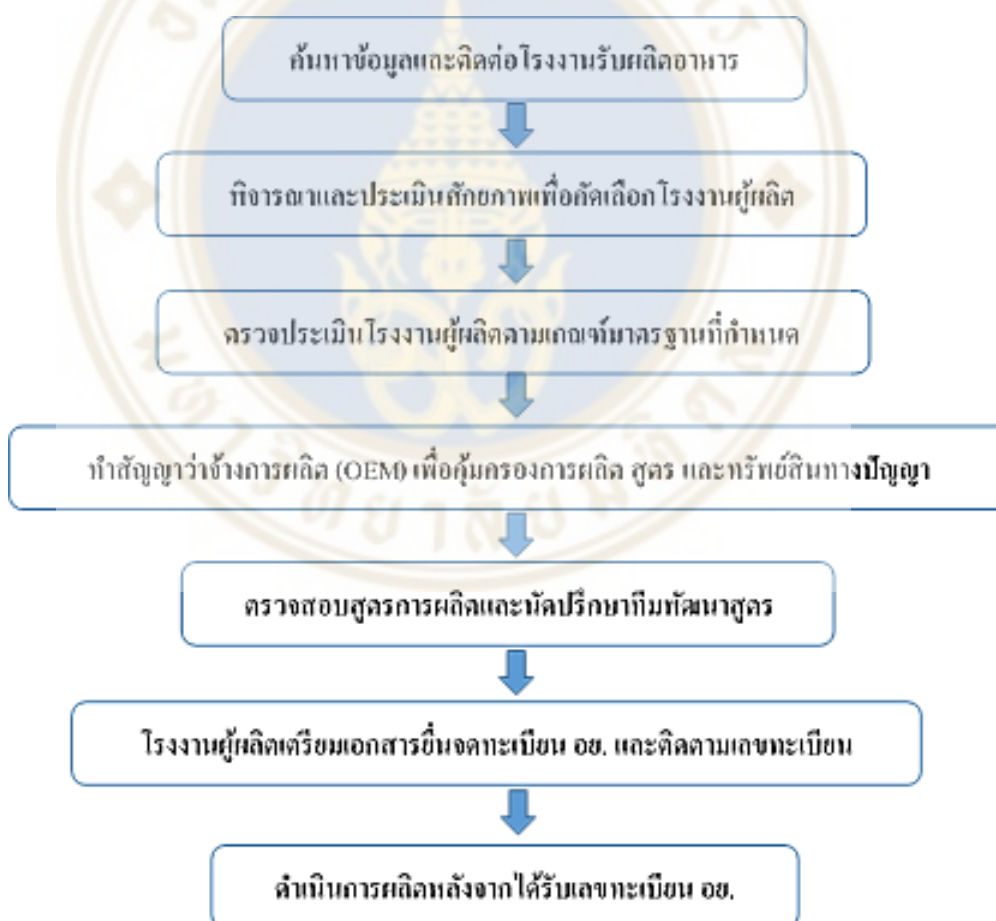 ค้นหาข้อมูลและติดต่อโรงงานรับผลิตอาหาร
พิจารณาและประเมินศักยภาพเพื่อคัดเลือกโรงงานผู้ผลิต
ตรวจประเมินโรงงานผู้ผลิตตามเกณฑ์มาตรฐานที่กำหนด
ทำสัญญาว่าจ้างการผลิต (OEM) เพื่อคุ้มครองการผลิต สูตร และทรัพย์สินทางปัญญา
ตรวจสอบสูตรการผลิตและนัดปรึกษาทีมพัฒนาสูตร
โรงงานผู้ผลิตเตรียมเอกสารยื่นจดทะเบียน อย. และติดตามเลขทะเบียน
ดำเนินการผลิตหลังจากได้รับเลขทะเบียน อย.